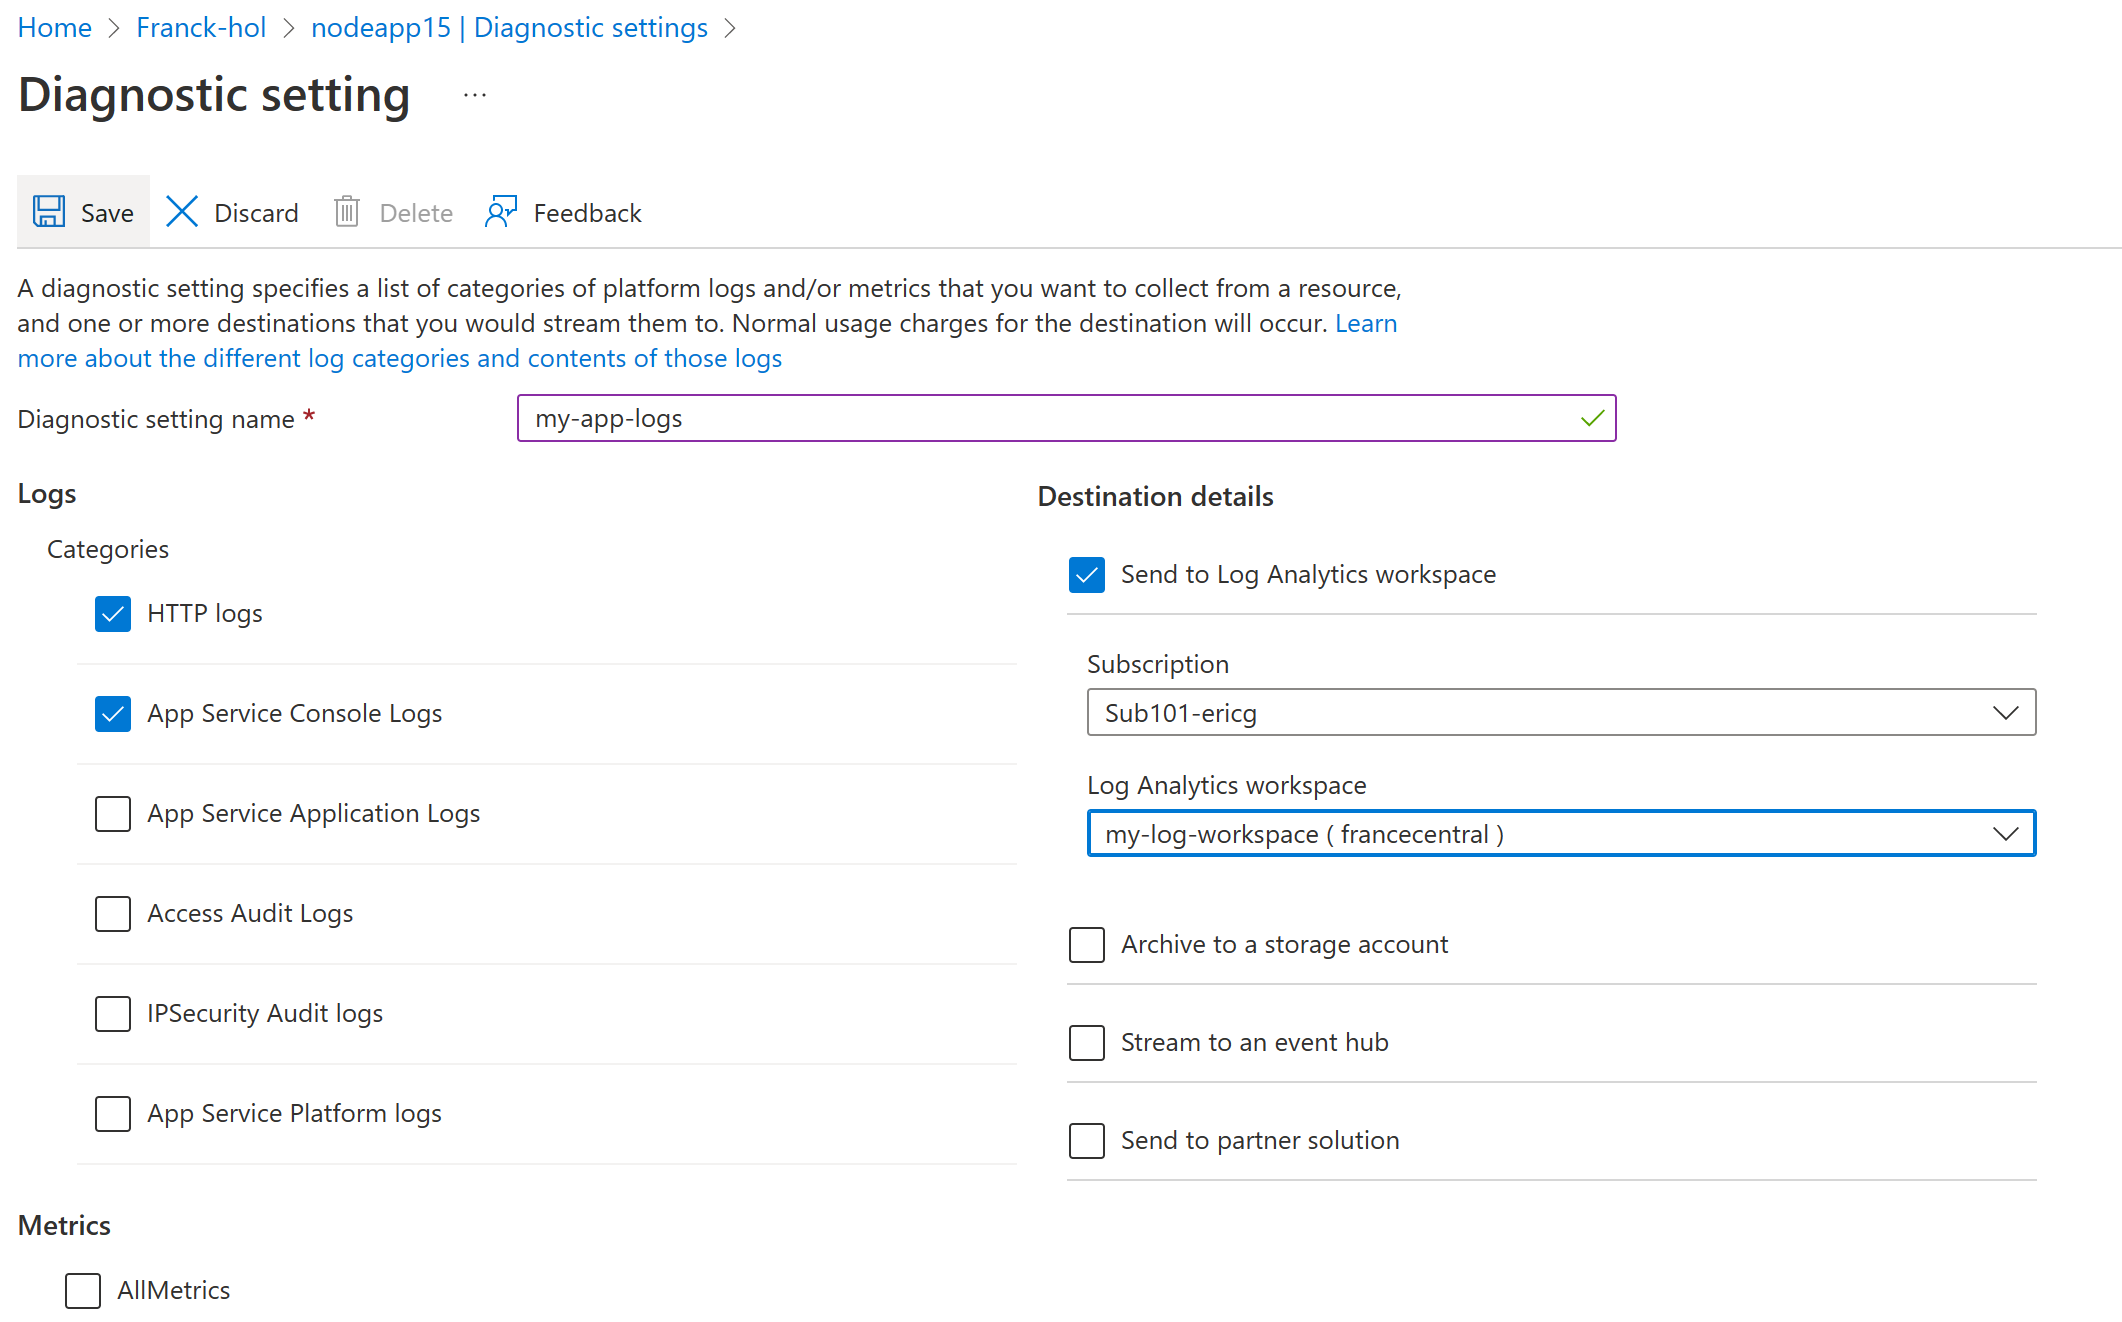 Home > Franck-hol > nodeapp15 | Diagnostic settings >
Diagnostic setting ...
Save Discard Delete Feedback
A diagnostic setting specifies a list of categories of platform logs and/or metrics that you want to collect from a resource,
and one or more destinations that you would stream them to. Normal usage charges for the destination will occur. Learn
more about the different log categories and contents of those logs
Diagnostic setting name *
my-app-logs
Logs
Categories
HTTP logs
App Service Console Logs
App Service Application Logs
Access Audit Logs
IPSecurity Audit logs
App Service Platform logs
Metrics
AllMetrics
Destination details
Send to Log Analytics workspace
Subscription
Sub101-ericg
Log Analytics workspace
my-log-workspace ( francecentral )
Archive to a storage account
Stream to an event hub
Send to partner solution